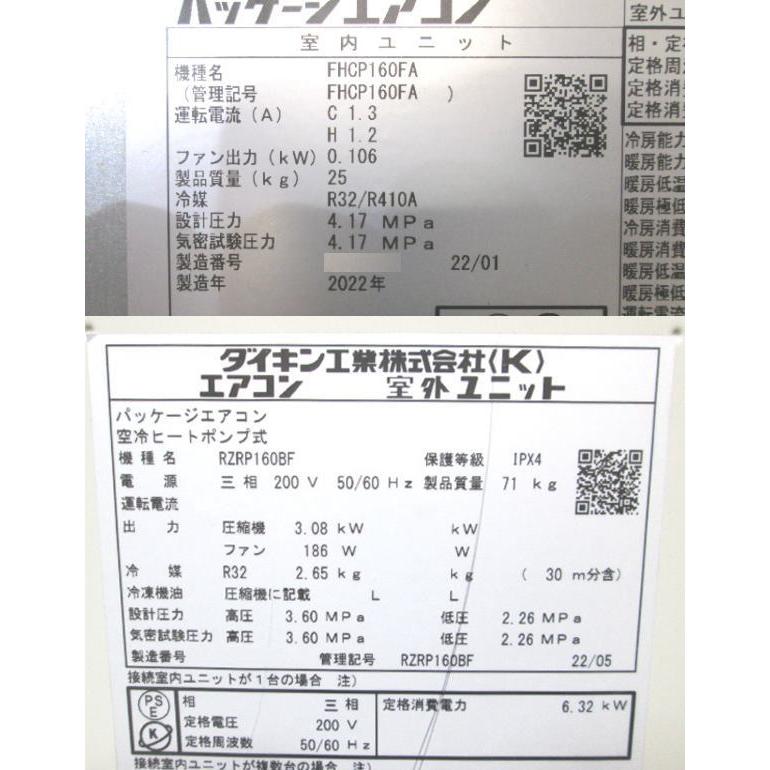 パッケージエアコン
室内ユニット
機種名 FHCP160FA
(管理記号 FHCP160FA )
運転電流(A) C 1.3
H 1.2
ファン出力(kW) 0.106
製品質量(kg) 25
冷媒 R32/R410A
設計圧力 4.17 MPa
気密試験圧力 4.17 MPa
製造番号 22/01
製造年 2022年
室外ユ
相・定
定格周
定格消
定格消
冷房能力
暖房能力
暖房低温
暖房極低
冷房消費
暖房消費
暖房低温
暖房極低
運転電流
ダイキン工業株式会社〈K〉
エアコン 室外ユニット
パッケージエアコン
空冷ヒートポンプ式
機種名 RZRP160BF 保護等級 IPX4
電源 三相 200 V 50/60 Hz 製品質量 71 kg
運転電流
出力 圧縮機 3.08 kW kW
ファン 186 W W
冷媒 R32 2.65 kg kg ( 30 m分含)
冷凍機油 圧縮機に記載 L L
設計圧力 高圧 3.60 MPa 低圧 2.26 MPa
気密試験圧力 高圧 3.60 MPa 低圧 2.26 MPa
製造番号 管理記号 RZRP160BF 22/05
接続室内ユニットが1台の場合 注)
PS
E
K
相 三相 定格消費電力 6.32 kW
定格電圧 200 V
定格周波数 50/60 Hz
接続室内ユニットが複数台の場合 注)